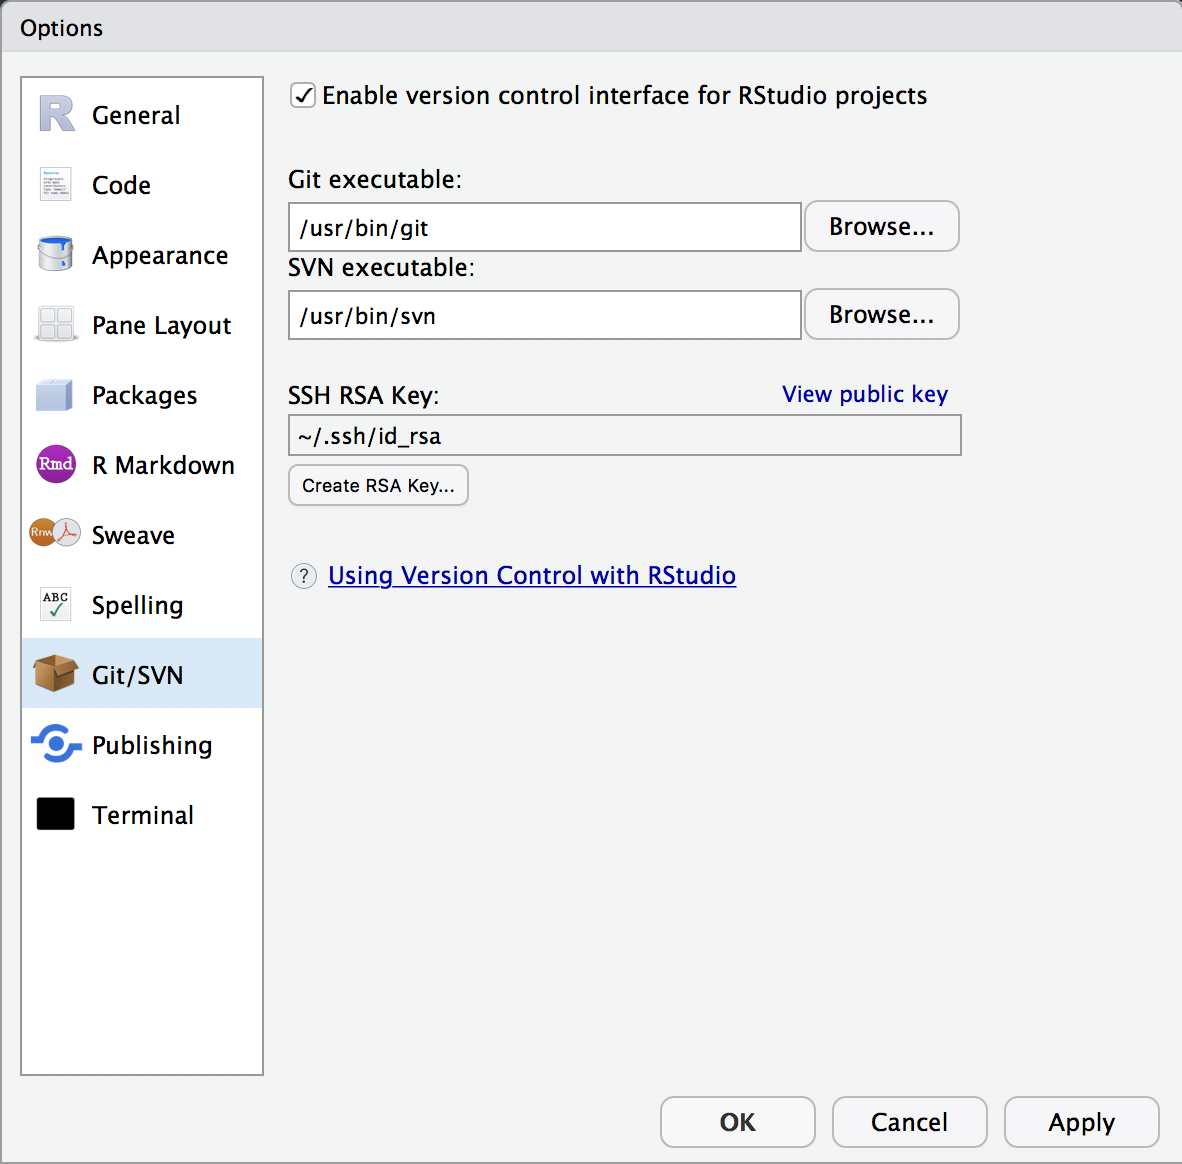 Options
General
Code
Appearance
Pane Layout
Packages
Rmd R Markdown
Rnw Sweave
ABC Spelling
Git/SVN
Publishing
Terminal
Enable version control interface for RStudio projects
Git executable:
/usr/bin/git Browse...
SVN executable:
/usr/bin/svn Browse...
SSH RSA Key: View public key
~/.ssh/id_rsa
Create RSA Key...
? Using Version Control with RStudio
OK Cancel Apply